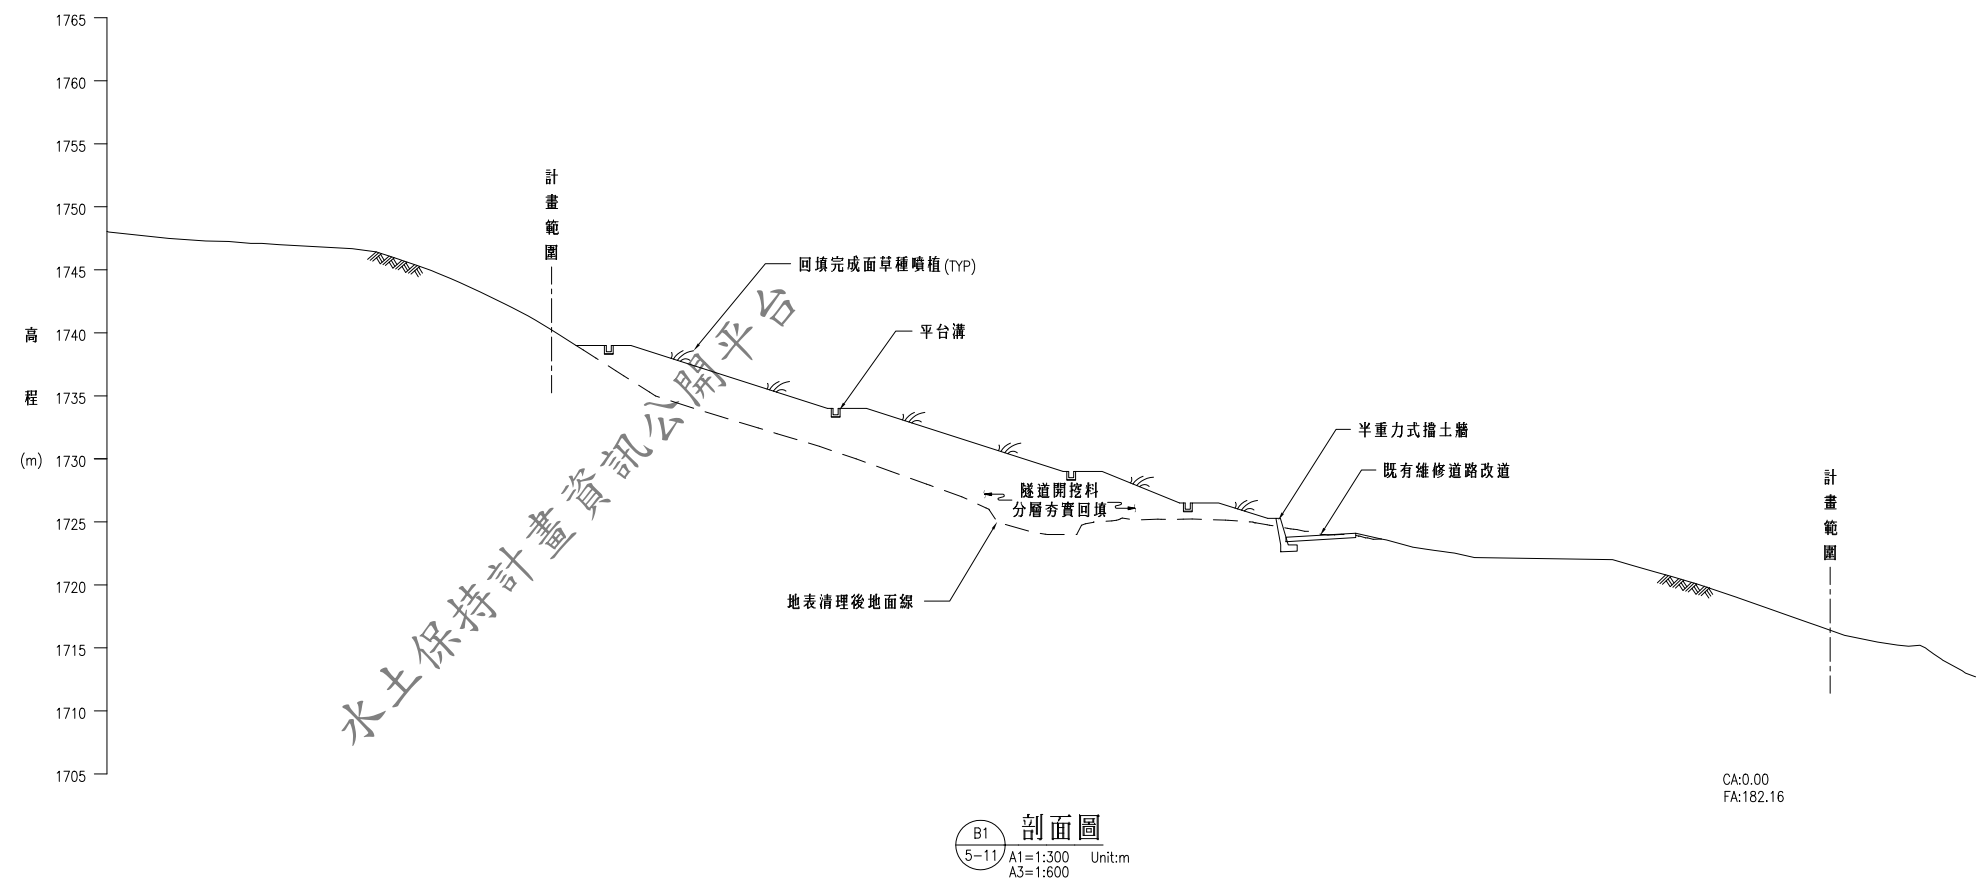 1765
1760
1755
1750
1745
1740
1735
1730
1725
1720
1715
1710
1705
高程(m)
計畫範圍
回填完成面草種噴植(TYP)
平台溝
半重力式擋土牆
既有維修道路改道
計畫範圍
隧道開挖料
分層夯實回填
地表清理後地面線
水土保持計畫資訊公開平台
CA:0.00
FA:182.16
B1
5-11
剖面圖
A1=1:300 Unit:m
A3=1:600